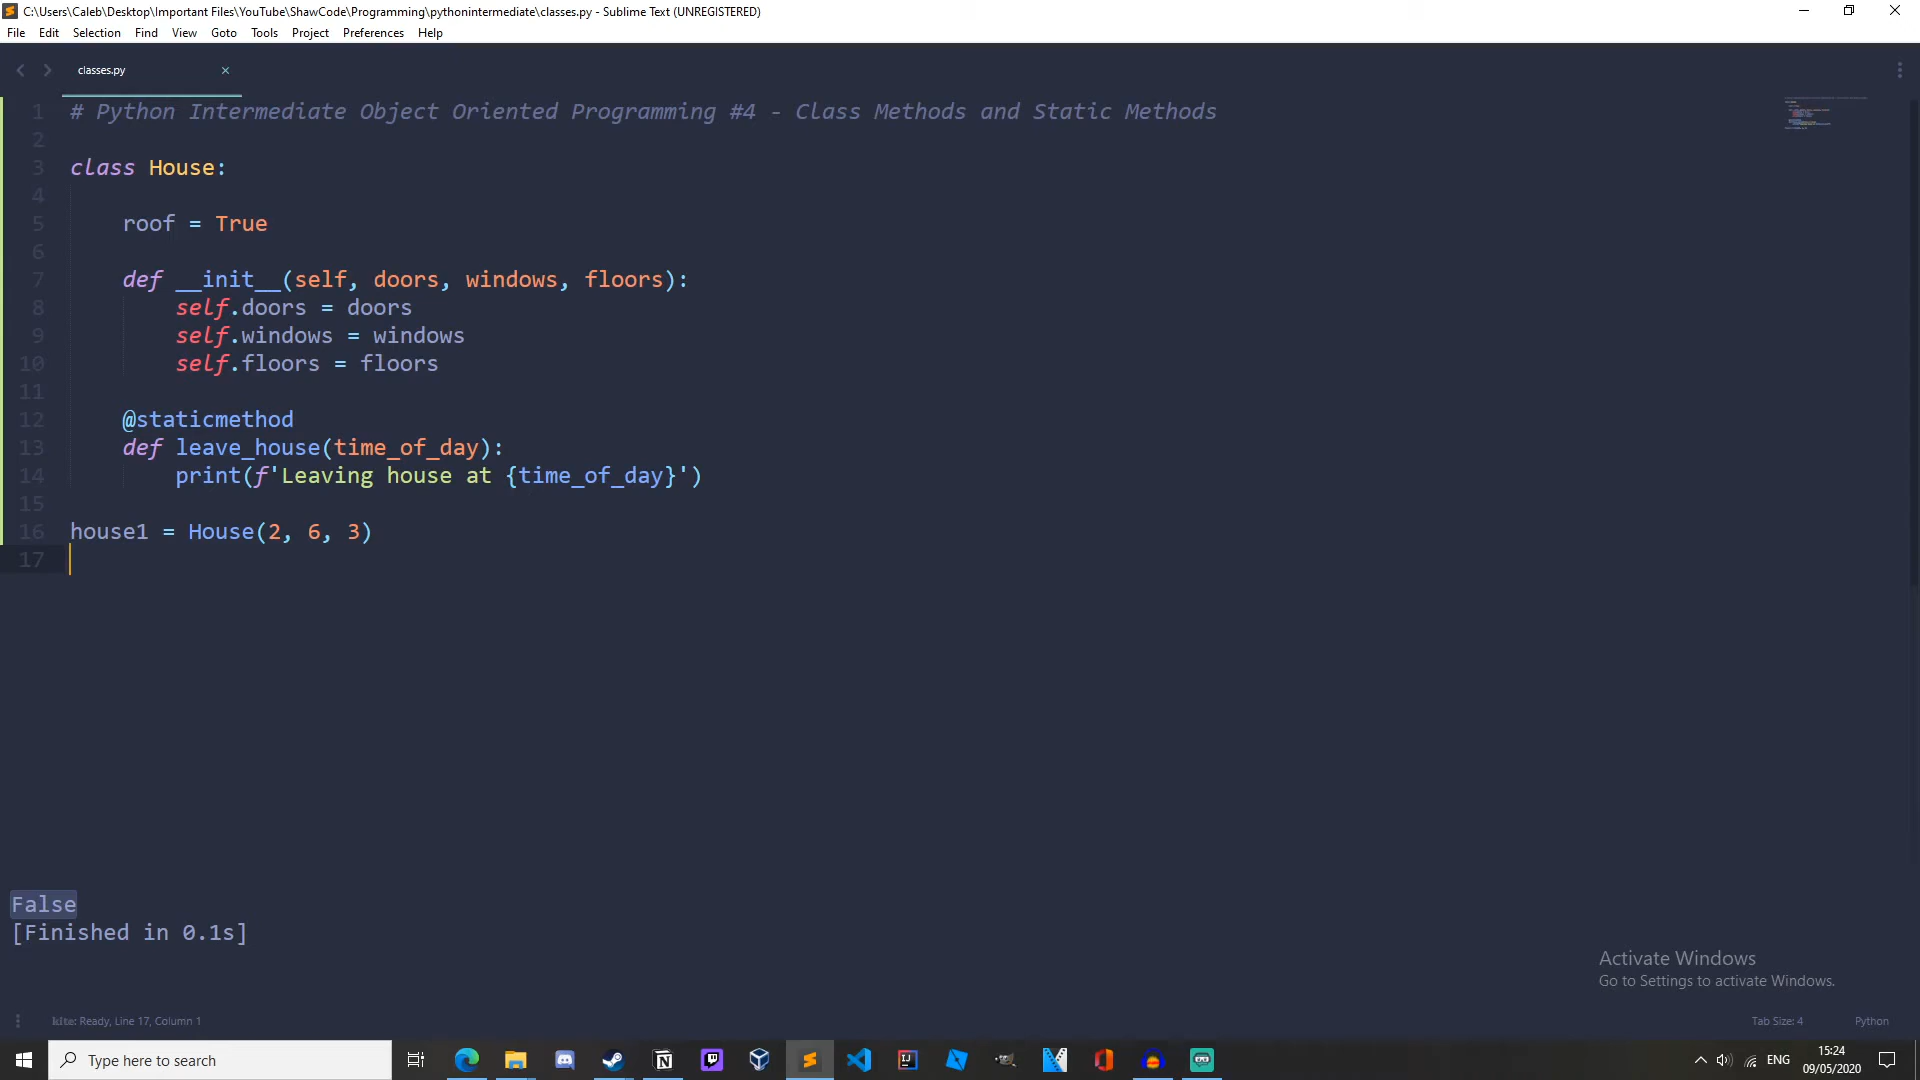 C:\Users\Caleb\Desktop\Important Files\YouTube\ShawCode\Programming\pythonintermediate\classes.py - Sublime Text (UNREGISTERED)
File Edit Selection Find View Goto Tools Project Preferences Help
classes.py
1 # Python Intermediate Object Oriented Programming #4 - Class Methods and Static Methods
2
3 class House:
4
5     roof = True
6
7     def __init__(self, doors, windows, floors):
8         self.doors = doors
9         self.windows = windows
10         self.floors = floors
11
12     @staticmethod
13     def leave_house(time_of_day):
14         print(f'Leaving house at {time_of_day}')
15
16 house1 = House(2, 6, 3)
17
False
[Finished in 0.1s]
Activate Windows
Go to Settings to activate Windows.
Ready, Line 17, Column 1
Tab Size: 4 Python
Type here to search
ENG
15:24
09/05/2020